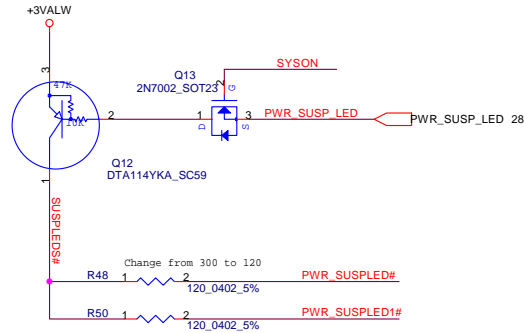 +3VALW
SYSON
Q13
2N7002_SOT23
2
G
3
47K
10K
2
1
D
S
3
PWR_SUSP_LED
PWR_SUSP_LED 28
Q12
DTA114YKA_SC59
1
SUSPLEDS#
Change from 300 to 120
R48
1
2
PWR_SUSPLED#
120_0402_5%
R50
1
2
PWR_SUSPLED1#
120_0402_5%